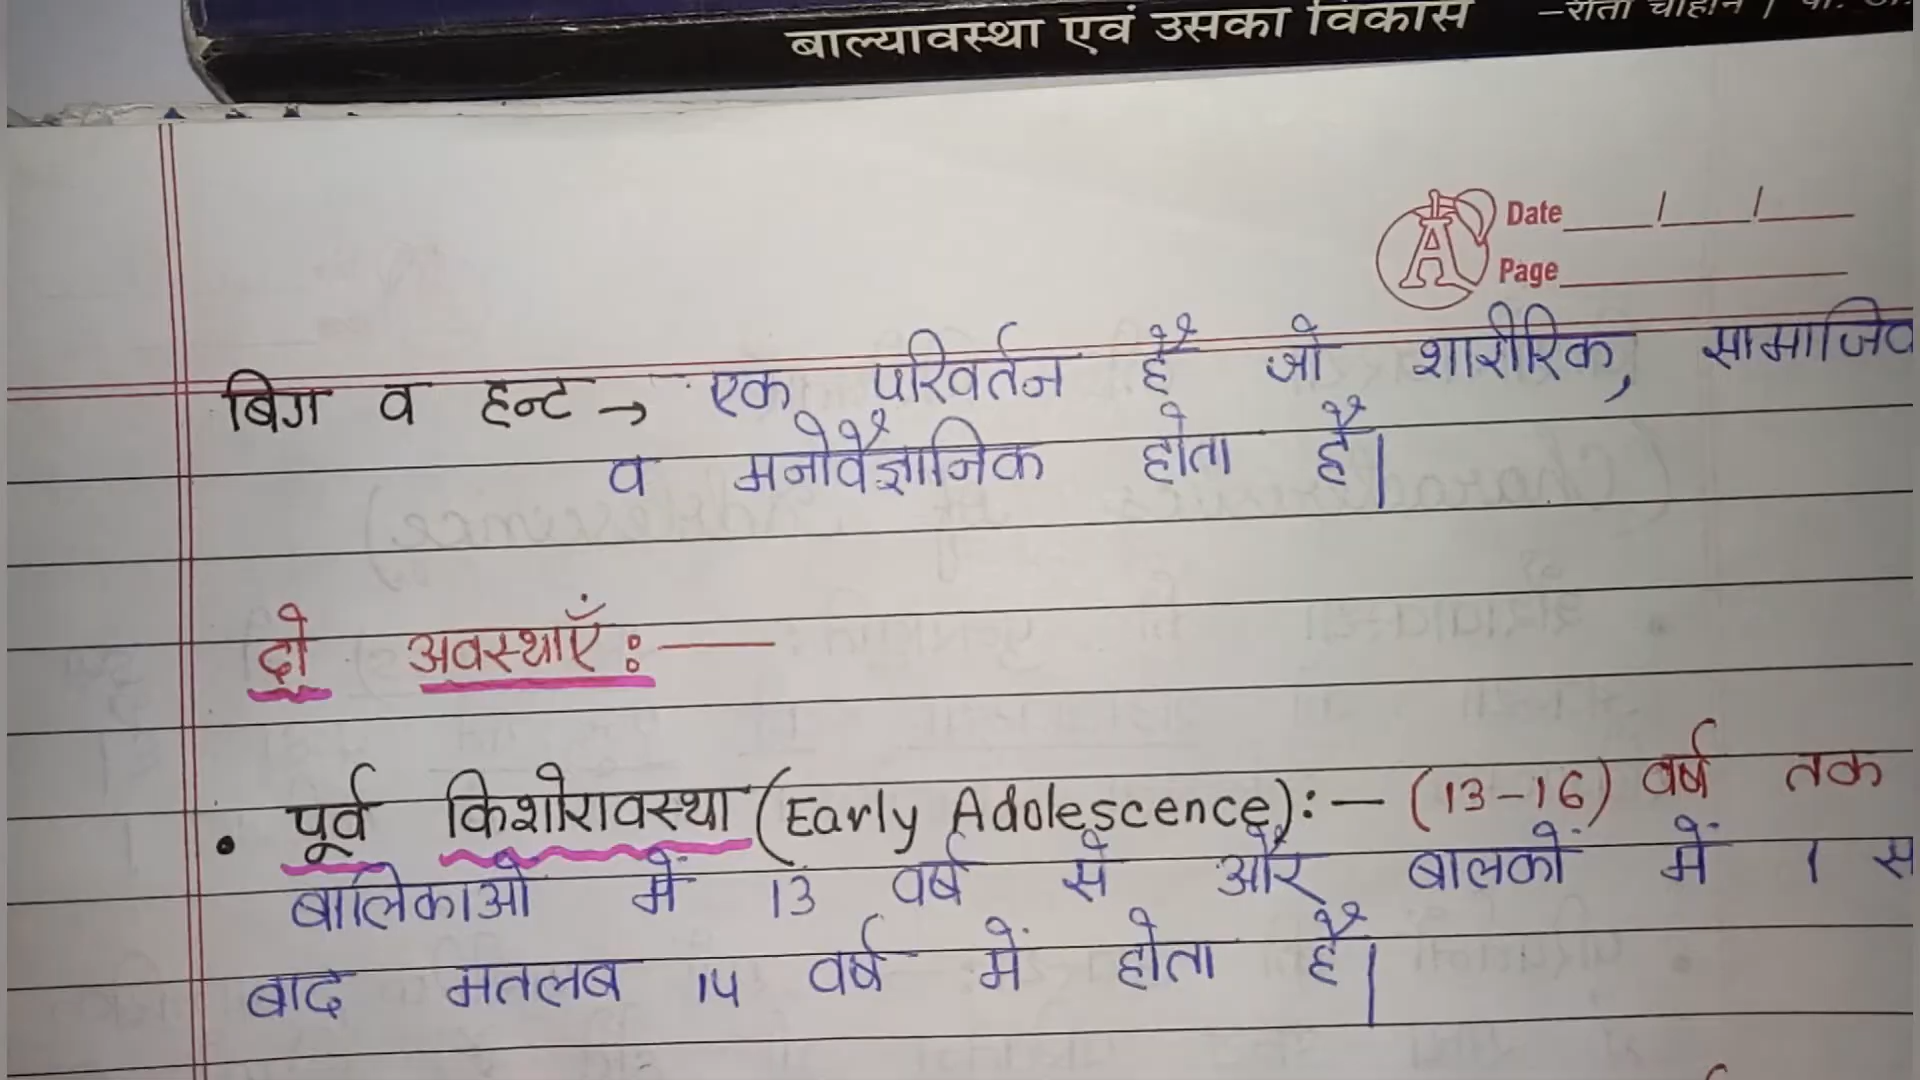 बाल्यावस्था एवं उसका विकास
Date
Page
बिग व हन्ट → एक परिवर्तन है जो शारीरिक,
व मनोवैज्ञानिक होता है|
दो अवस्थाएँ :—
• पूर्व किशोरावस्था (Early Adolescence):— (13-16) वर्ष तक
बालिकाओं में 13 वर्ष से और बालकों में 1
बाद मतलब 14 वर्ष में होता है|